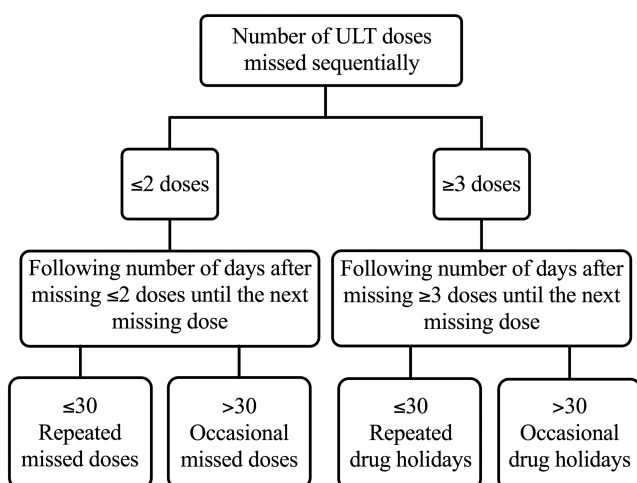 Number of ULT doses
missed sequentially
≤2 doses
≥3 doses
Following number of days after
missing ≤2 doses until the next
missing dose
Following number of days after
missing ≥3 doses until the next
missing dose
≤30
Repeated
missed doses
>30
Occasional
missed doses
≤30
Repeated
drug holidays
>30
Occasional
drug holidays